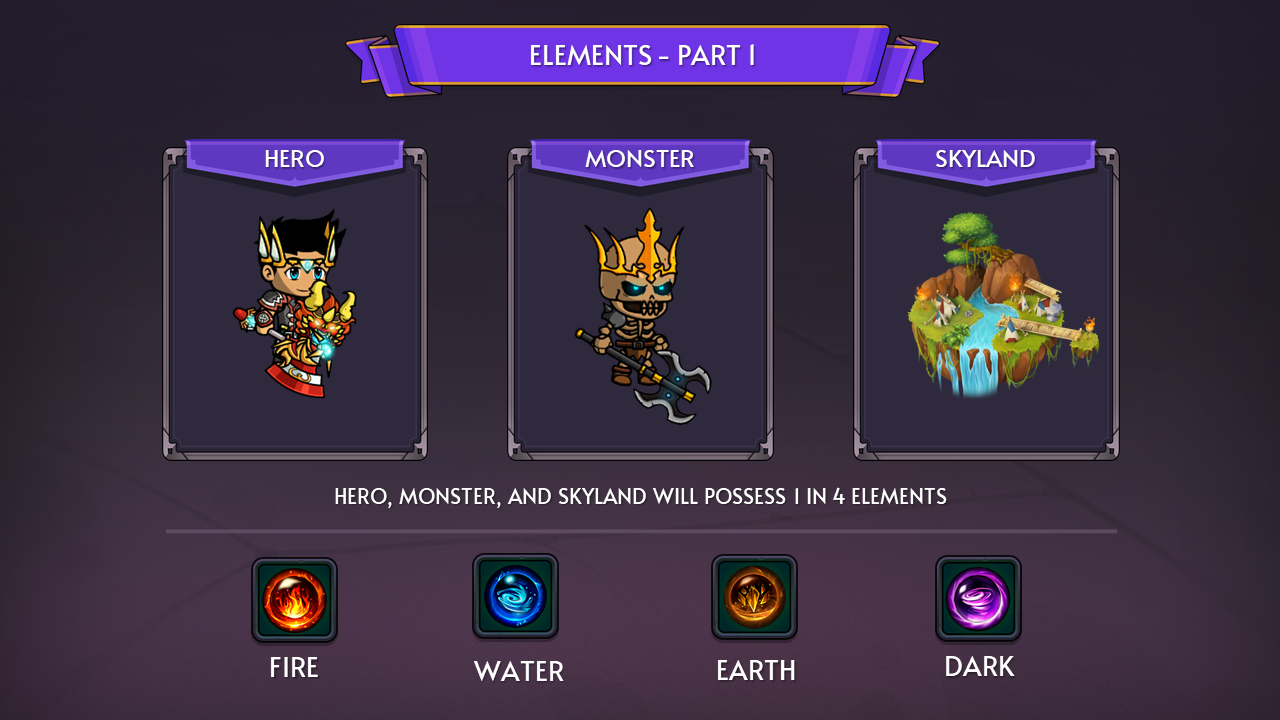 ELEMENTS - PART 1
HERO
MONSTER
SKYLAND
HERO, MONSTER, AND SKYLAND WILL POSSESS 1 IN 4 ELEMENTS
FIRE
WATER
EARTH
DARK